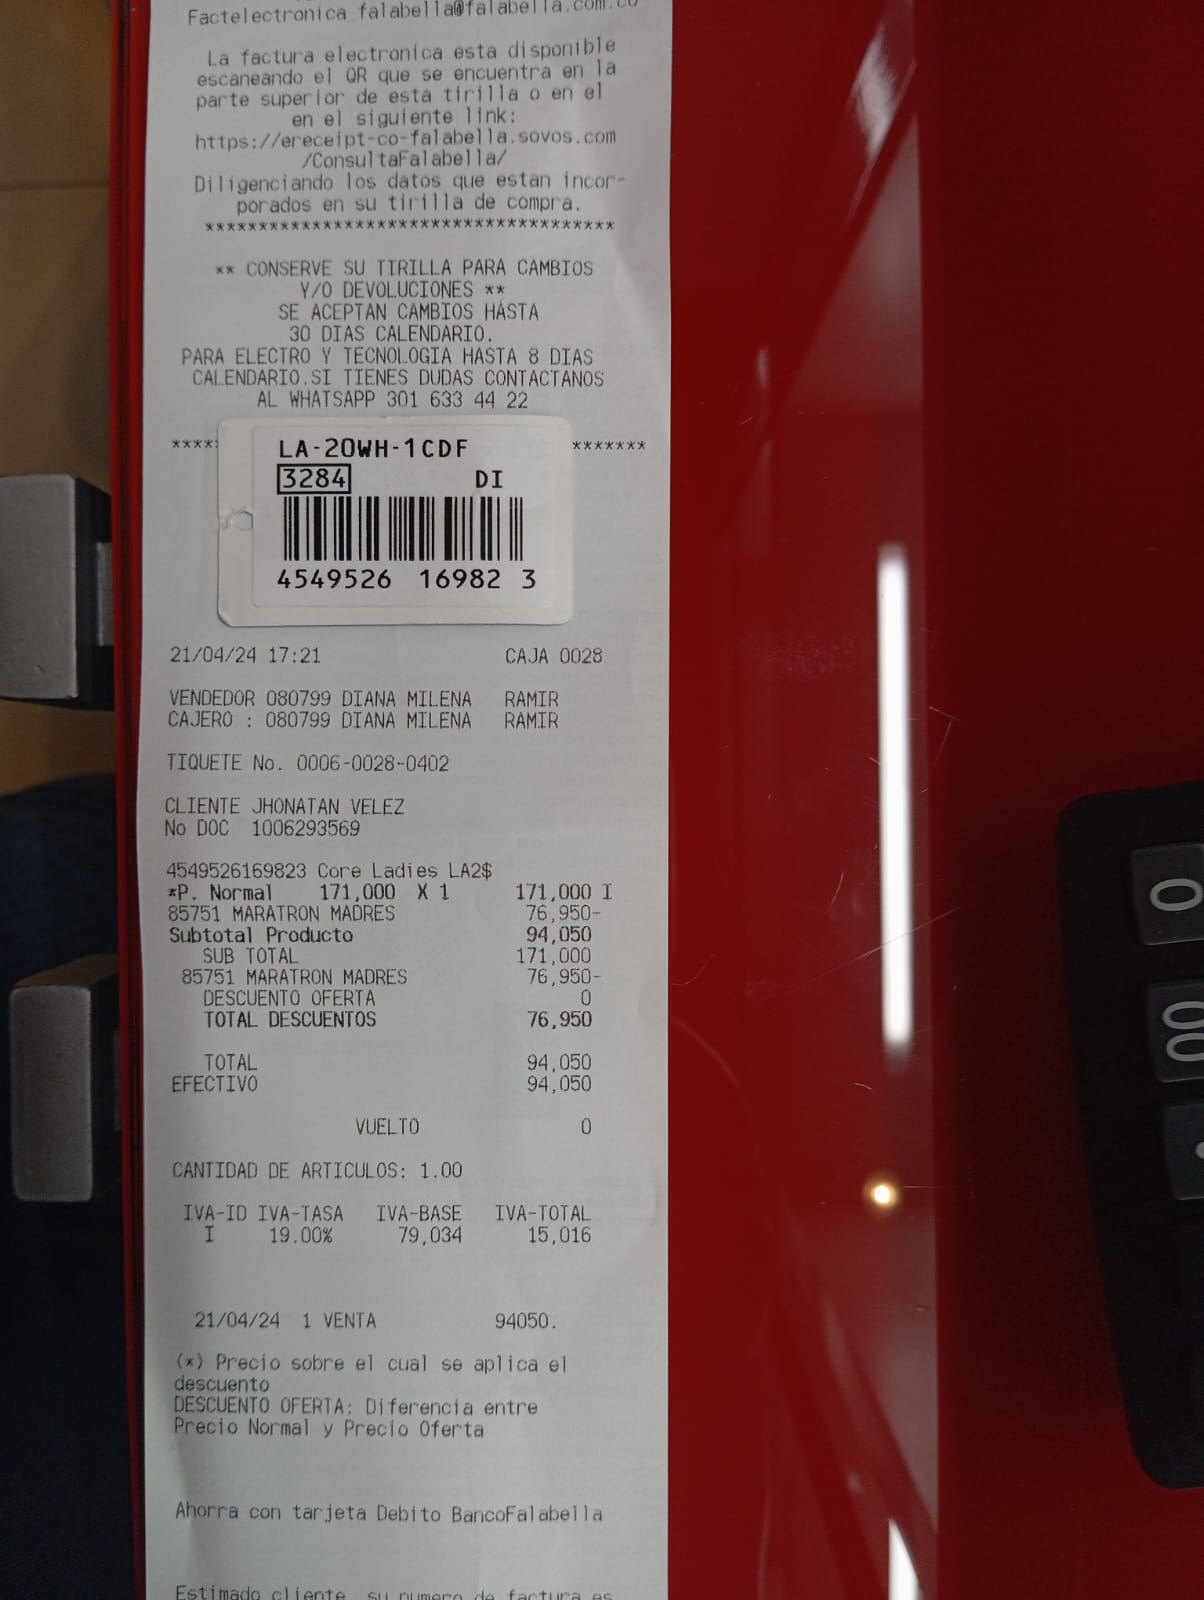 Factelectronica falabella@falabella.com.co
La factura electronica esta disponible
escaneando el QR que se encuentra en la
parte superior de esta tirilla o en el
en el siguiente link:
https://ereceipt-co-falabella.sovos.com
/ConsultaFalabella/
Diligenciando los datos que estan incor-
porados en su tirilla de compra.
***************************************
** CONSERVE SU TIRILLA PARA CAMBIOS
Y/O DEVOLUCIONES **
SE ACEPTAN CAMBIOS HASTA
30 DIAS CALENDARIO.
PARA ELECTRO Y TECNOLOGIA HASTA 8 DIAS
CALENDARIO.SI TIENES DUDAS CONTACTANOS
AL WHATSAPP 301 633 44 22
**** *******
LA-20WH-1CDF
3284 DI
4549526 16982 3
21/04/24 17:21 CAJA 0028
VENDEDOR 080799 DIANA MILENA RAMIR
CAJERO : 080799 DIANA MILENA RAMIR
TIQUETE No. 0006-0028-0402
CLIENTE JHONATAN VELEZ
No DOC 1006293569
4549526169823 Core Ladies LA2$
*P. Normal 171,000 X 1 171,000 I
85751 MARATRON MADRES 76,950-
Subtotal Producto 94,050
SUB TOTAL 171,000
85751 MARATRON MADRES 76,950-
DESCUENTO OFERTA 0
TOTAL DESCUENTOS 76,950
TOTAL 94,050
EFECTIVO 94,050
VUELTO 0
CANTIDAD DE ARTICULOS: 1.00
IVA-ID IVA-TASA IVA-BASE IVA-TOTAL
I 19.00% 79,034 15,016
21/04/24 1 VENTA 94050.
(*) Precio sobre el cual se aplica el
descuento
DESCUENTO OFERTA: Diferencia entre
Precio Normal y Precio Oferta
Ahorra con tarjeta Debito BancoFalabella
Estimado cliente, su numero de factura es
0
00